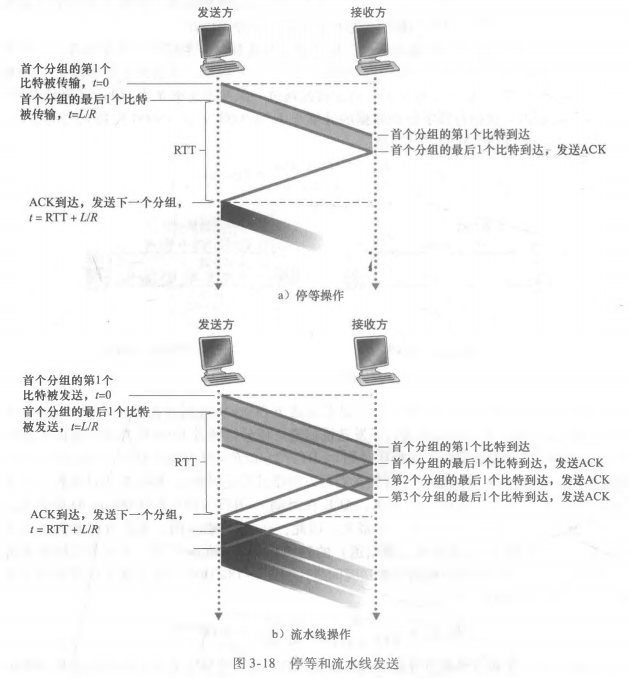 发送方
接收方
首个分组的第1个
比特被传输，t=0
首个分组的最后1个比特
被传输，t=L/R
首个分组的第1个比特到达
首个分组的最后1个比特到达，发送ACK
RTT
ACK到达，发送下一个分组，
t = RTT + L/R
a）停等操作
发送方
接收方
首个分组的第1个
比特被发送，t=0
首个分组的最后1个比特
被发送，t=L/R
首个分组的第1个比特到达
RTT
首个分组的最后1个比特到达，发送ACK
第2个分组的最后1个比特到达，发送ACK
第3个分组的最后1个比特到达，发送ACK
ACK到达，发送下一个分组，
t = RTT + L/R
b）流水线操作
图 3-18 停等和流水线发送